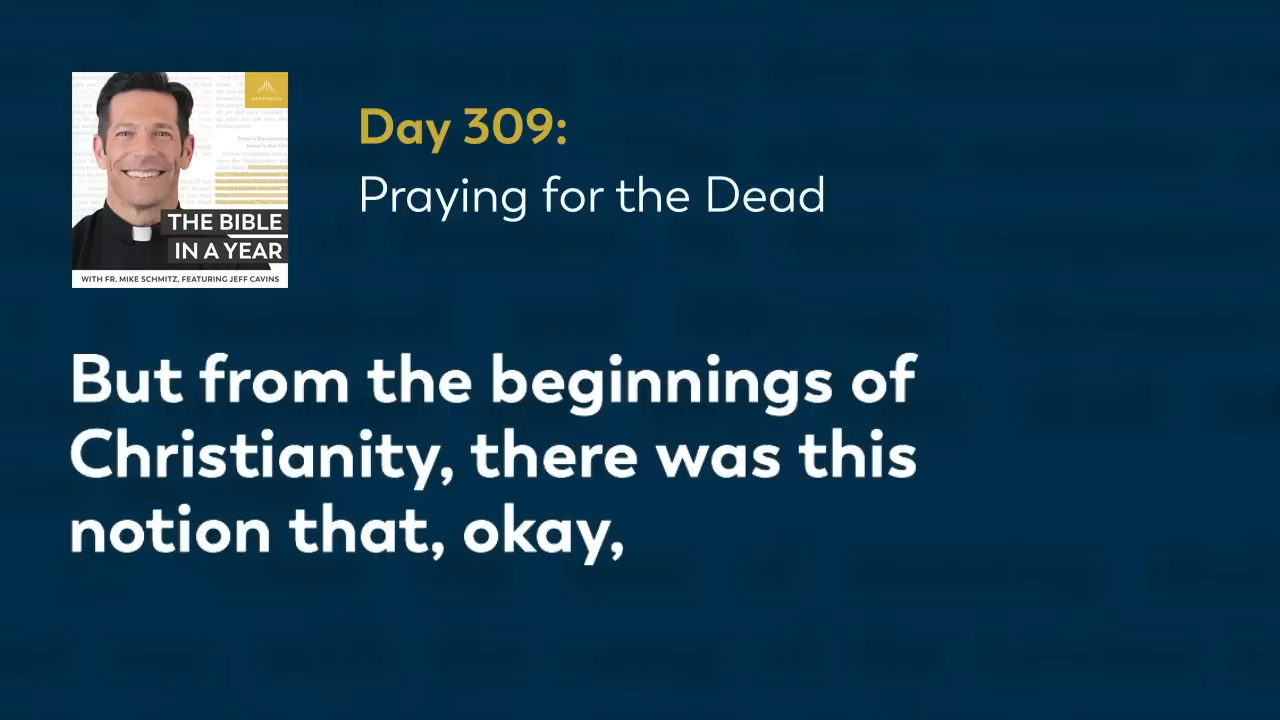 Day 309:
Praying for the Dead
THE BIBLE
IN A YEAR
WITH FR. MIKE SCHMITZ, FEATURING JEFF CAVINS
But from the beginnings of
Christianity, there was this
notion that, okay,